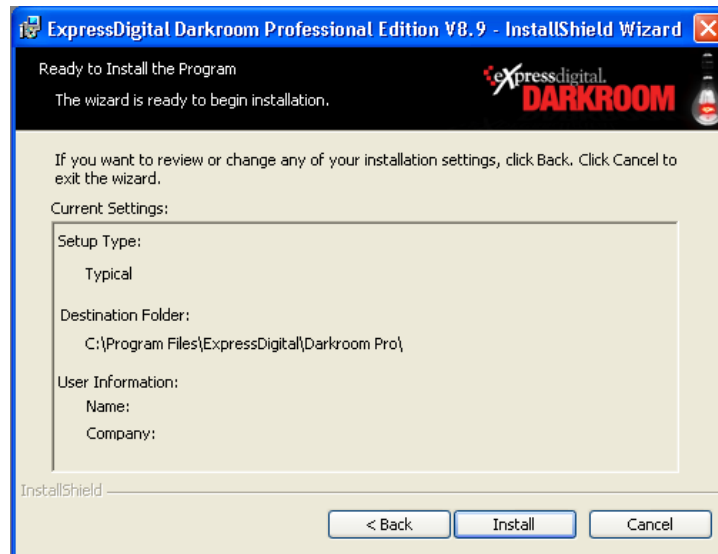 ExpressDigital Darkroom Professional Edition V8.9 - InstallShield Wizard
Ready to Install the Program
The wizard is ready to begin installation.
eXpressdigital.
DARKROOM
If you want to review or change any of your installation settings, click Back. Click Cancel to
exit the wizard.
Current Settings:
Setup Type:
Typical
Destination Folder:
C:\Program Files\ExpressDigital\Darkroom Pro\
User Information:
Name:
Company:
InstallShield
< Back
Install
Cancel